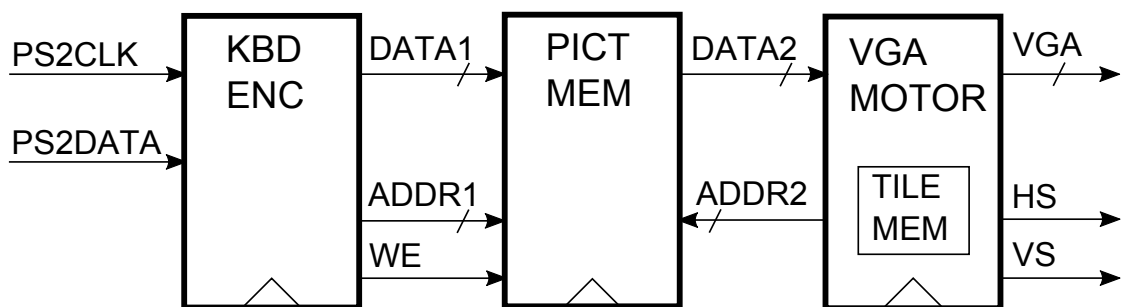 PS2CLK
PS2DATA
KBD
ENC
DATA1
ADDR1
WE
PICT
MEM
DATA2
ADDR2
VGA
MOTOR
TILE
MEM
VGA
HS
VS